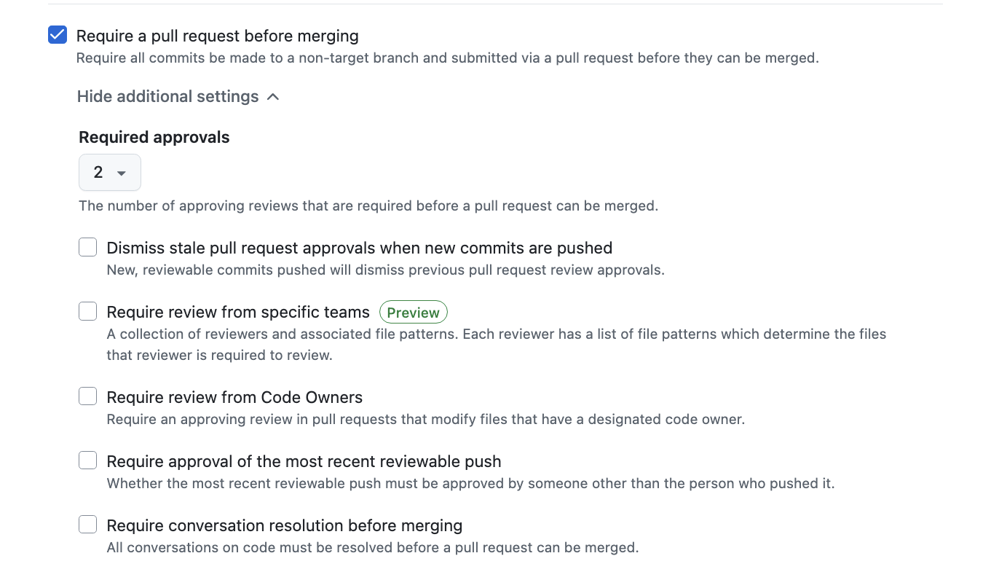 Require a pull request before merging
Require all commits be made to a non-target branch and submitted via a pull request before they can be merged.
Hide additional settings
Required approvals
2
The number of approving reviews that are required before a pull request can be merged.
Dismiss stale pull request approvals when new commits are pushed
New, reviewable commits pushed will dismiss previous pull request review approvals.
Require review from specific teams Preview
A collection of reviewers and associated file patterns. Each reviewer has a list of file patterns which determine the files
that reviewer is required to review.
Require review from Code Owners
Require an approving review in pull requests that modify files that have a designated code owner.
Require approval of the most recent reviewable push
Whether the most recent reviewable push must be approved by someone other than the person who pushed it.
Require conversation resolution before merging
All conversations on code must be resolved before a pull request can be merged.